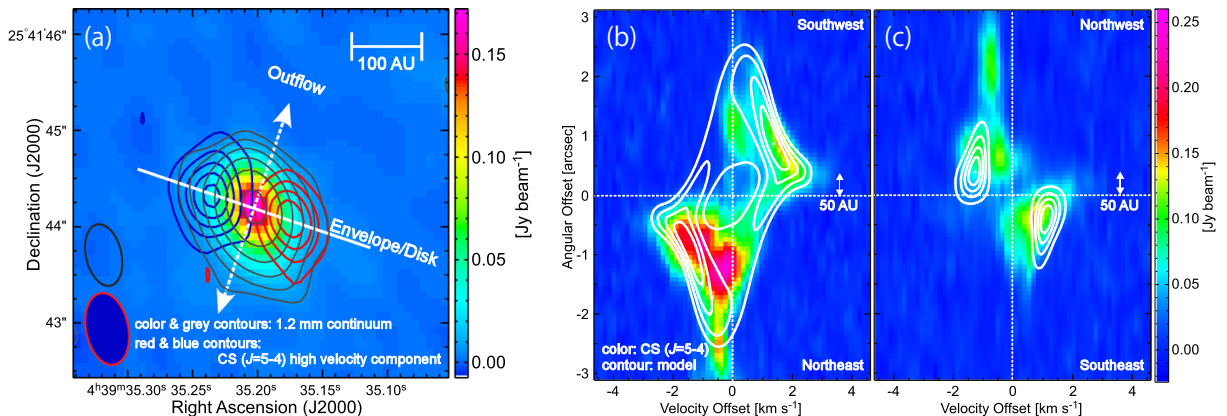 (a)
100 AU
Outflow
Envelope/Disk
color & grey contours: 1.2 mm continuum
red & blue contours:
CS (J=5-4) high velocity component
25°41'46"
45"
44"
43"
Declination (J2000)
4ʰ39ᵐ35.30ˢ 35.25ˢ 35.20ˢ 35.15ˢ 35.10ˢ
Right Ascension (J2000)
0.15
0.10
0.05
0.00
[Jy beam⁻¹]
(b)
Southwest
50 AU
color: CS (J=5-4)
contour: model
Northeast
3
2
1
0
-1
-2
-3
Angular Offset [arcsec]
-4 -2 0 2 4
Velocity Offset [km s⁻¹]
(c)
Northwest
50 AU
Southeast
-4 -2 0 2 4
Velocity Offset [km s⁻¹]
0.25
0.20
0.15
0.10
0.05
0.00
[Jy beam⁻¹]